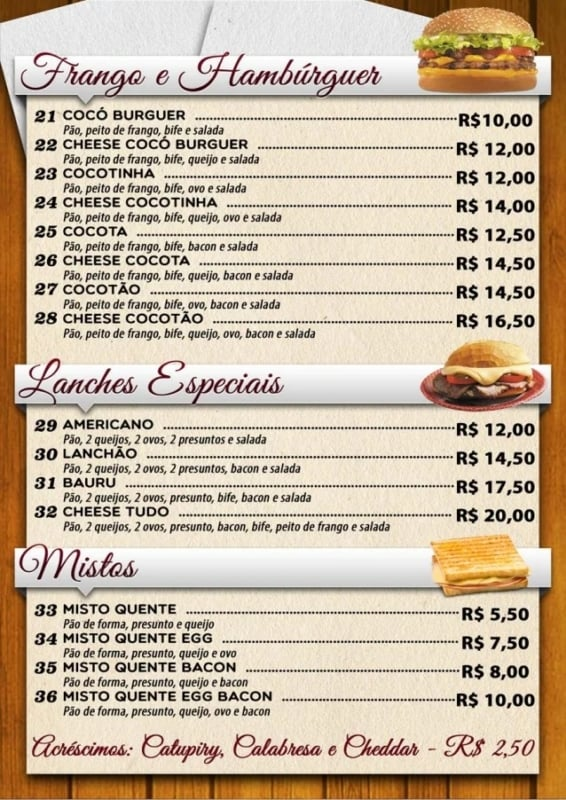 Frango e Hambúrguer
21 COCÓ BURGUER R$10,00
Pão, peito de frango, bife e salada
22 CHEESE COCÓ BURGUER R$ 12,00
Pão, peito de frango, bife, queijo e salada
23 COCOTINHA R$ 12,00
Pão, peito de frango, bife, ovo e salada
24 CHEESE COCOTINHA R$ 14,00
Pão, peito de frango, bife, queijo, ovo e salada
25 COCOTA R$ 12,50
Pão, peito de frango, bife, bacon e salada
26 CHEESE COCOTA R$ 14,50
Pão, peito de frango, bife, queijo, bacon e salada
27 COCOTÃO R$ 14,50
Pão, peito de frango, bife, ovo, bacon e salada
28 CHEESE COCOTÃO R$ 16,50
Pão, peito de frango, bife, queijo, ovo, bacon e salada
Lanches Especiais
29 AMERICANO R$ 12,00
Pão, 2 queijos, 2 ovos, 2 presuntos e salada
30 LANCHÃO R$ 14,50
Pão, 2 queijos, 2 ovos, 2 presuntos, bacon e salada
31 BAURU R$ 17,50
Pão, 2 queijos, 2 ovos, presunto, bife, bacon e salada
32 CHEESE TUDO R$ 20,00
Pão, 2 queijos, 2 ovos, presunto, bacon, bife, peito de frango e salada
Mistos
33 MISTO QUENTE R$ 5,50
Pão de forma, presunto e queijo
34 MISTO QUENTE EGG R$ 7,50
Pão de forma, presunto, queijo e ovo
35 MISTO QUENTE BACON R$ 8,00
Pão de forma, presunto, queijo e bacon
36 MISTO QUENTE EGG BACON R$ 10,00
Pão de forma, presunto, queijo, ovo e bacon
Acréscimos: Catupiry, Calabresa e Cheddar - R$ 2,50